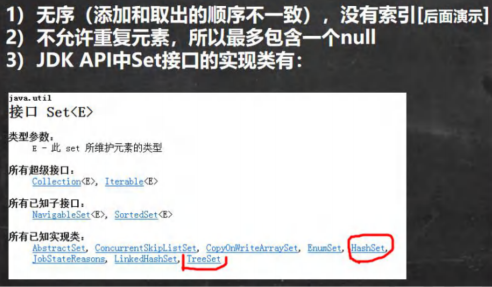 1) 无序（添加和取出的顺序不一致），没有索引[后面演示]
2) 不允许重复元素，所以最多包含一个null
3) JDK API中Set接口的实现类有：
java.util
接口 Set<E>
类型参数：
E - 此 set 所维护元素的类型
所有超级接口：
Collection<E>, Iterable<E>
所有已知子接口：
NavigableSet<E>, SortedSet<E>
所有已知实现类：
AbstractSet, ConcurrentSkipListSet, CopyOnWriteArraySet, EnumSet, HashSet,
JobStateReasons, LinkedHashSet, TreeSet